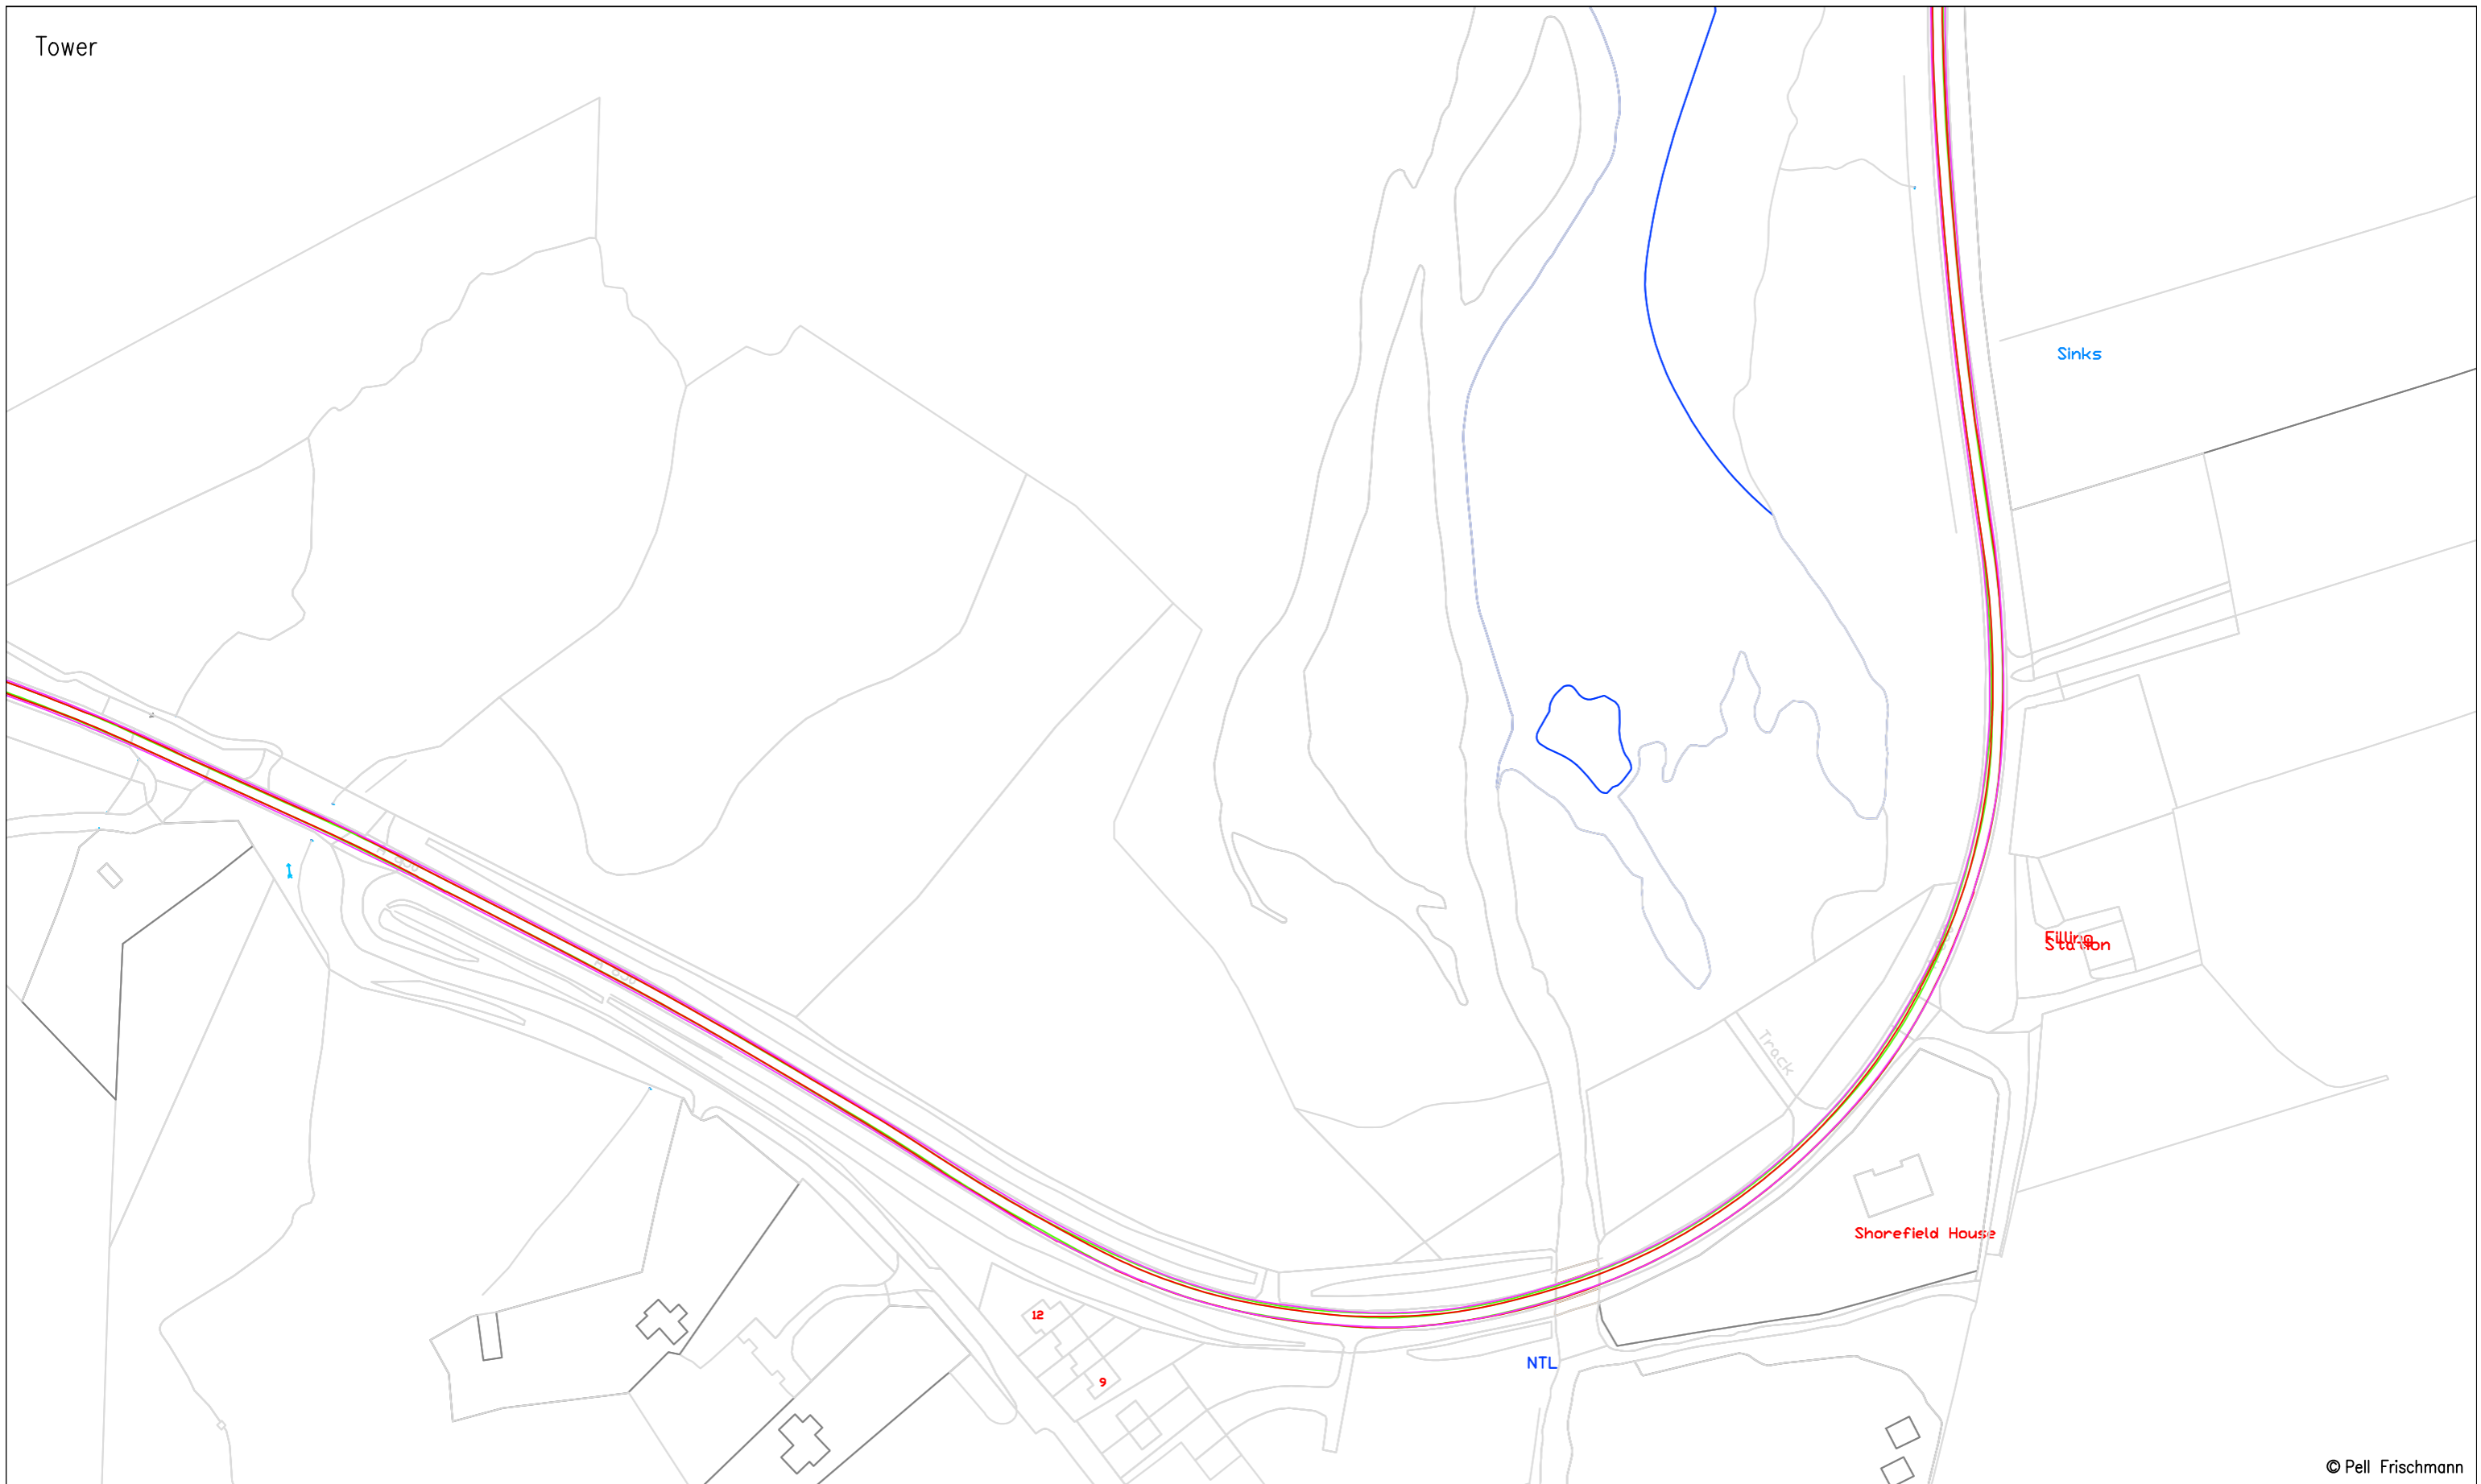 Tower
Sinks
Filling
Station
Track
Shorefield House
12
9
NTL
© Pell Frischmann